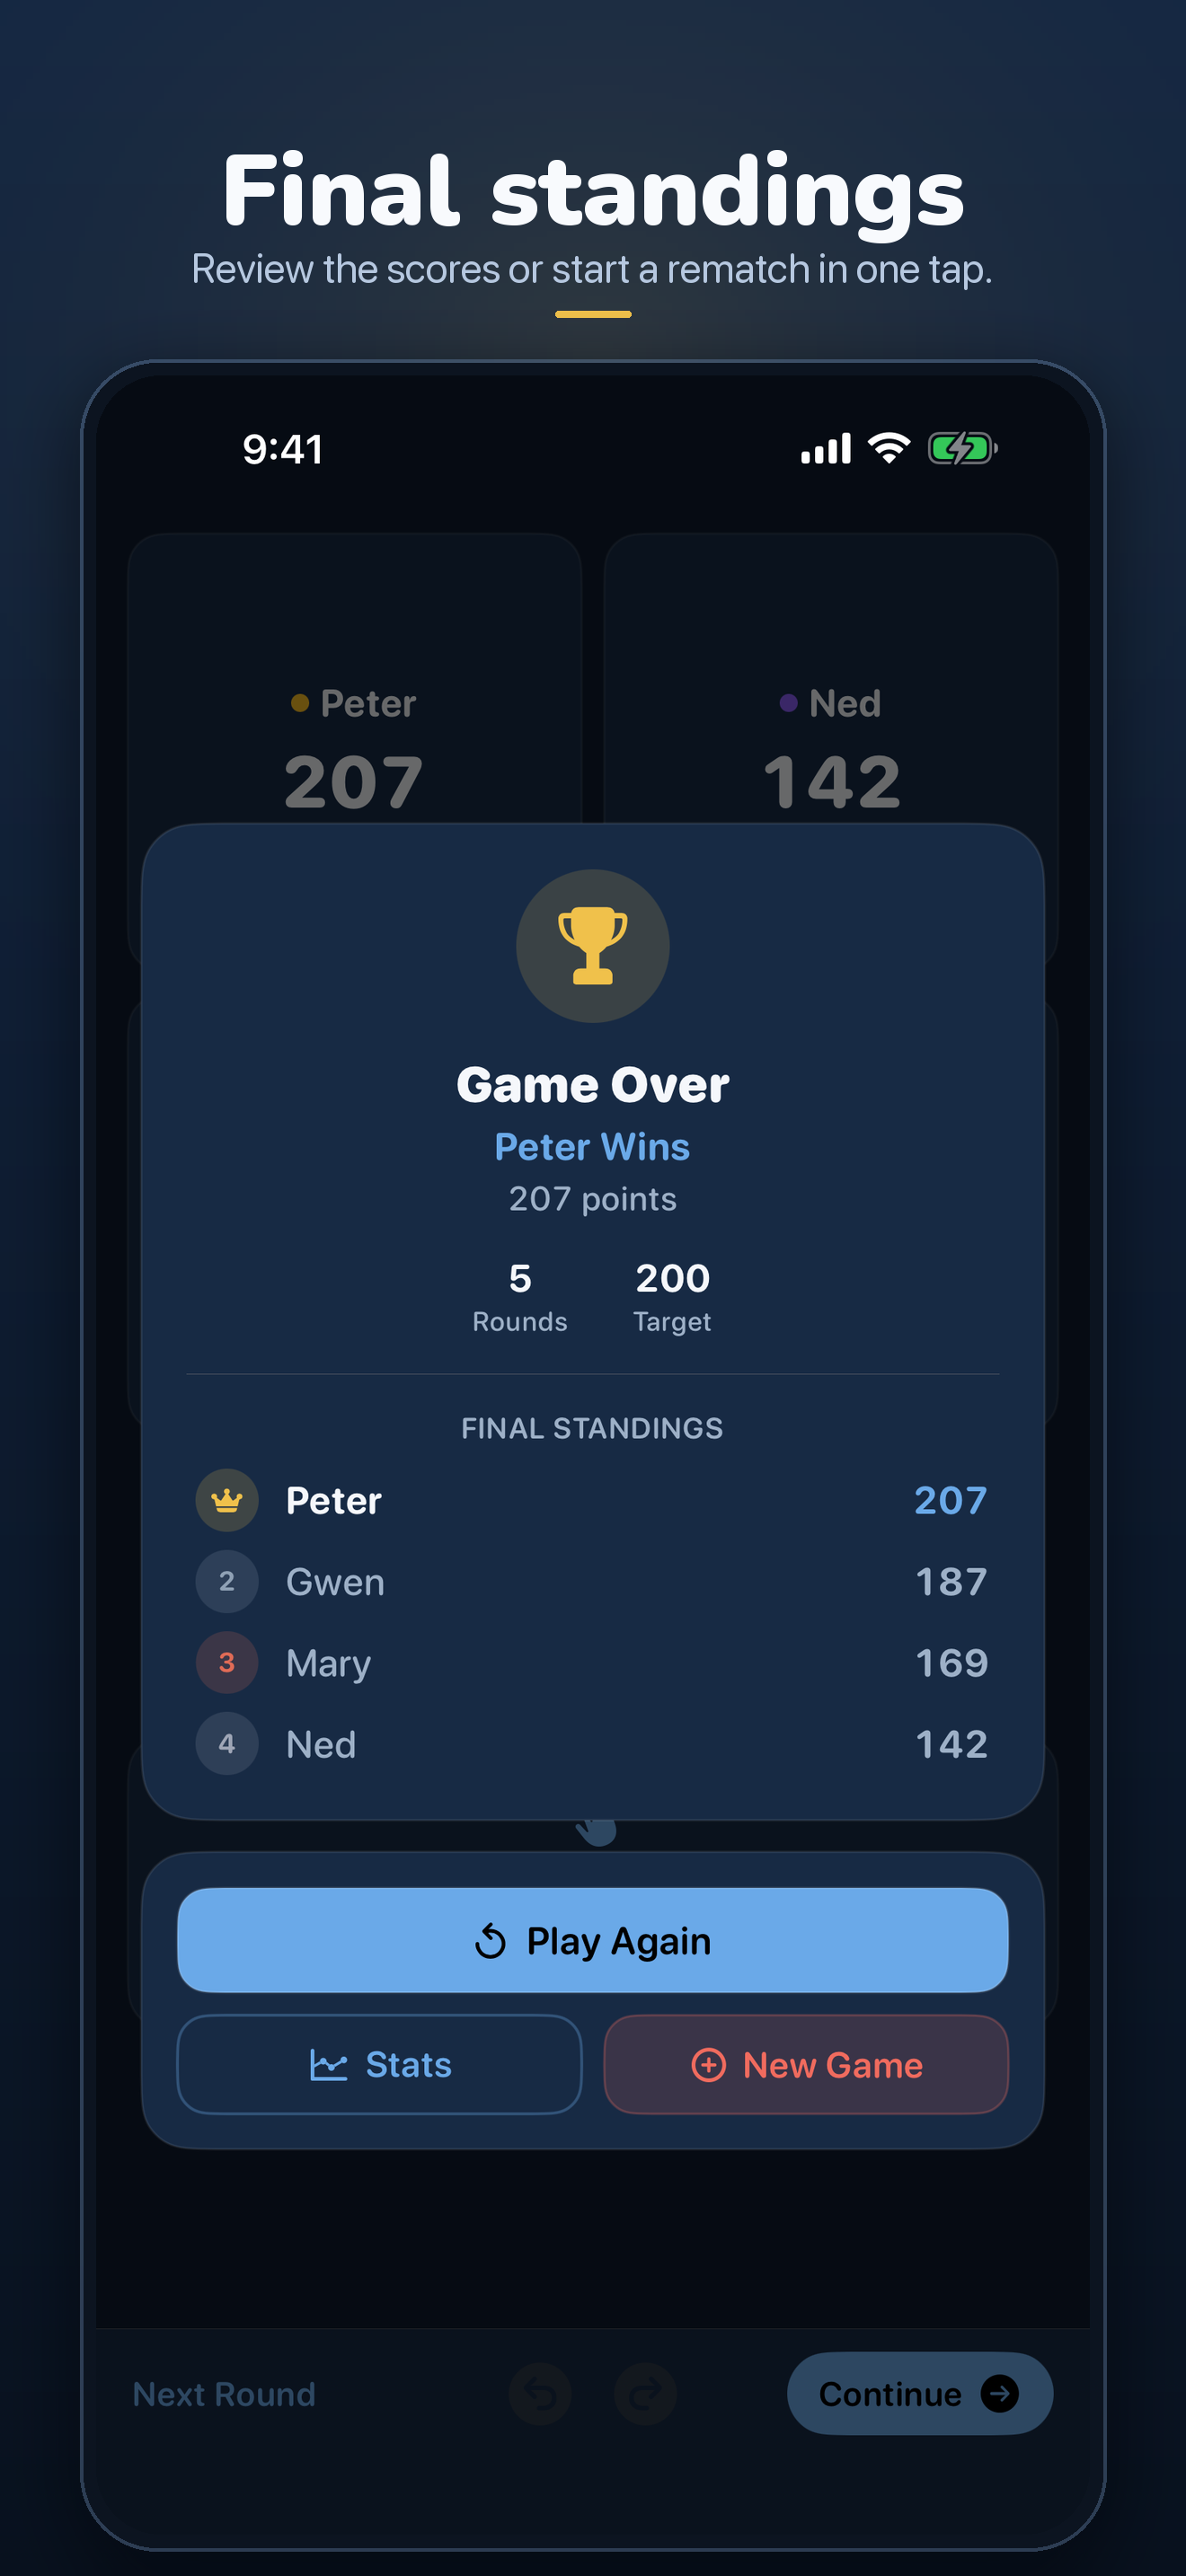 Final standings
Review the scores or start a rematch in one tap.
9:41
Peter
Ned
207
142
Game Over
Peter Wins
207 points
5
200
Rounds
Target
FINAL STANDINGS
Peter 207
2 Gwen 187
3 Mary 169
4 Ned 142
Play Again
Stats
New Game
Next Round
Continue